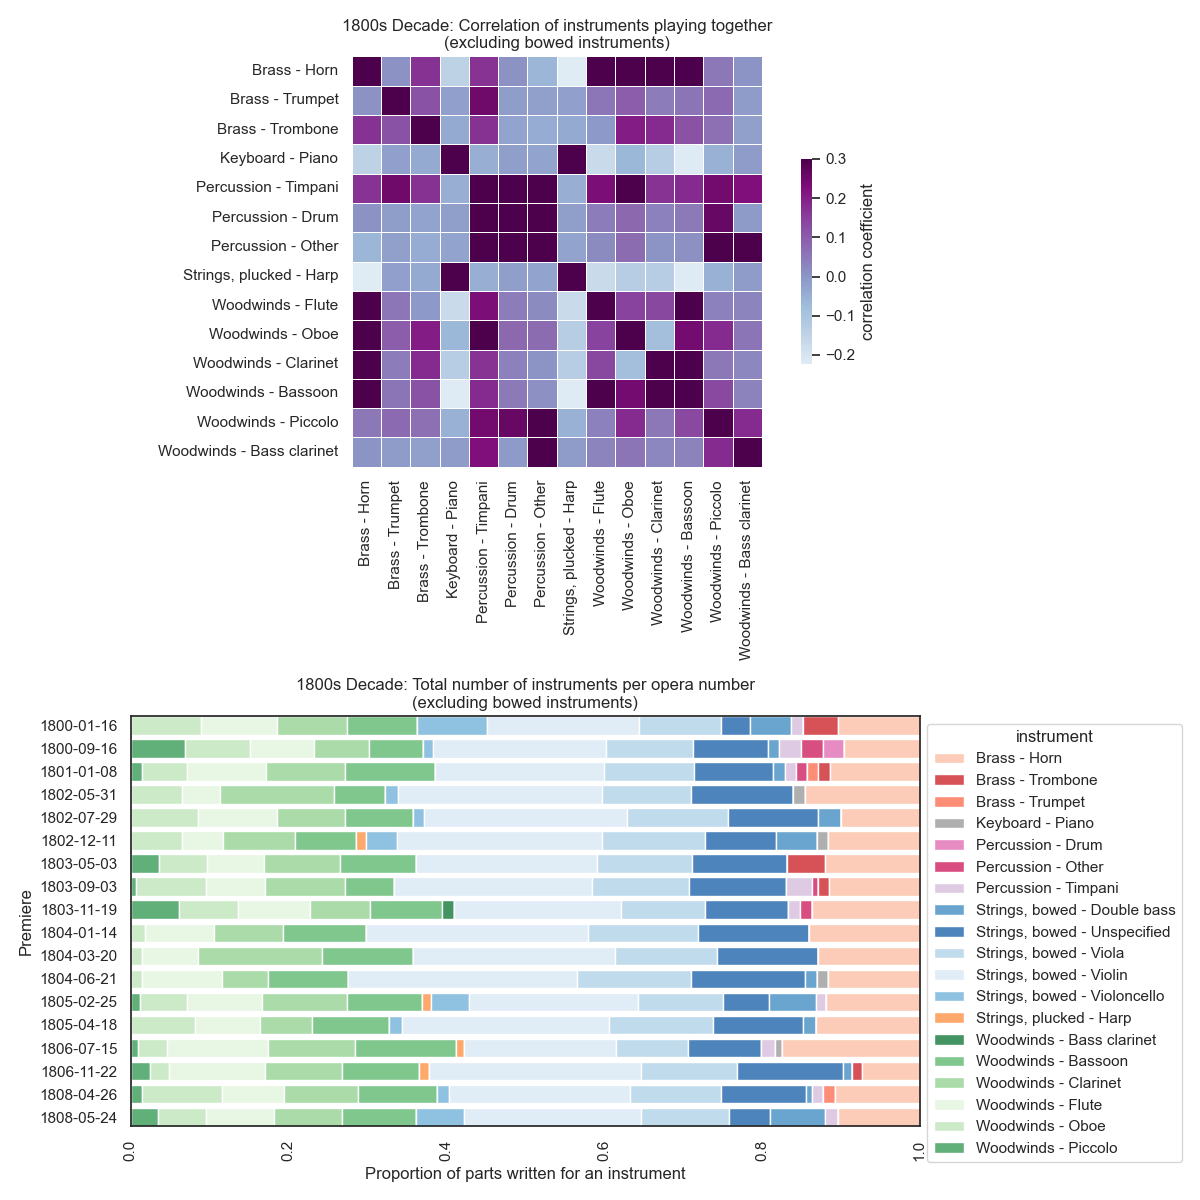 1800s Decade: Correlation of instruments playing together
(excluding bowed instruments)
Brass - Horn
Brass - Trumpet
Brass - Trombone
Keyboard - Piano
Percussion - Timpani
Percussion - Drum
Percussion - Other
Strings, plucked - Harp
Woodwinds - Flute
Woodwinds - Oboe
Woodwinds - Clarinet
Woodwinds - Bassoon
Woodwinds - Piccolo
Woodwinds - Bass clarinet
Brass - Horn
Brass - Trumpet
Brass - Trombone
Keyboard - Piano
Percussion - Timpani
Percussion - Drum
Percussion - Other
Strings, plucked - Harp
Woodwinds - Flute
Woodwinds - Oboe
Woodwinds - Clarinet
Woodwinds - Bassoon
Woodwinds - Piccolo
Woodwinds - Bass clarinet
0.3
0.2
0.1
0.0
−0.1
−0.2
correlation coefficient
1800s Decade: Total number of instruments per opera number
(excluding bowed instruments)
Premiere
1800-01-16
1800-09-16
1801-01-08
1802-05-31
1802-07-29
1802-12-11
1803-05-03
1803-09-03
1803-11-19
1804-01-14
1804-03-20
1804-06-21
1805-02-25
1805-04-18
1806-07-15
1806-11-22
1808-04-26
1808-05-24
0.0
0.2
0.4
0.6
0.8
1.0
Proportion of parts written for an instrument
instrument
Brass - Horn
Brass - Trombone
Brass - Trumpet
Keyboard - Piano
Percussion - Drum
Percussion - Other
Percussion - Timpani
Strings, bowed - Double bass
Strings, bowed - Unspecified
Strings, bowed - Viola
Strings, bowed - Violin
Strings, bowed - Violoncello
Strings, plucked - Harp
Woodwinds - Bass clarinet
Woodwinds - Bassoon
Woodwinds - Clarinet
Woodwinds - Flute
Woodwinds - Oboe
Woodwinds - Piccolo